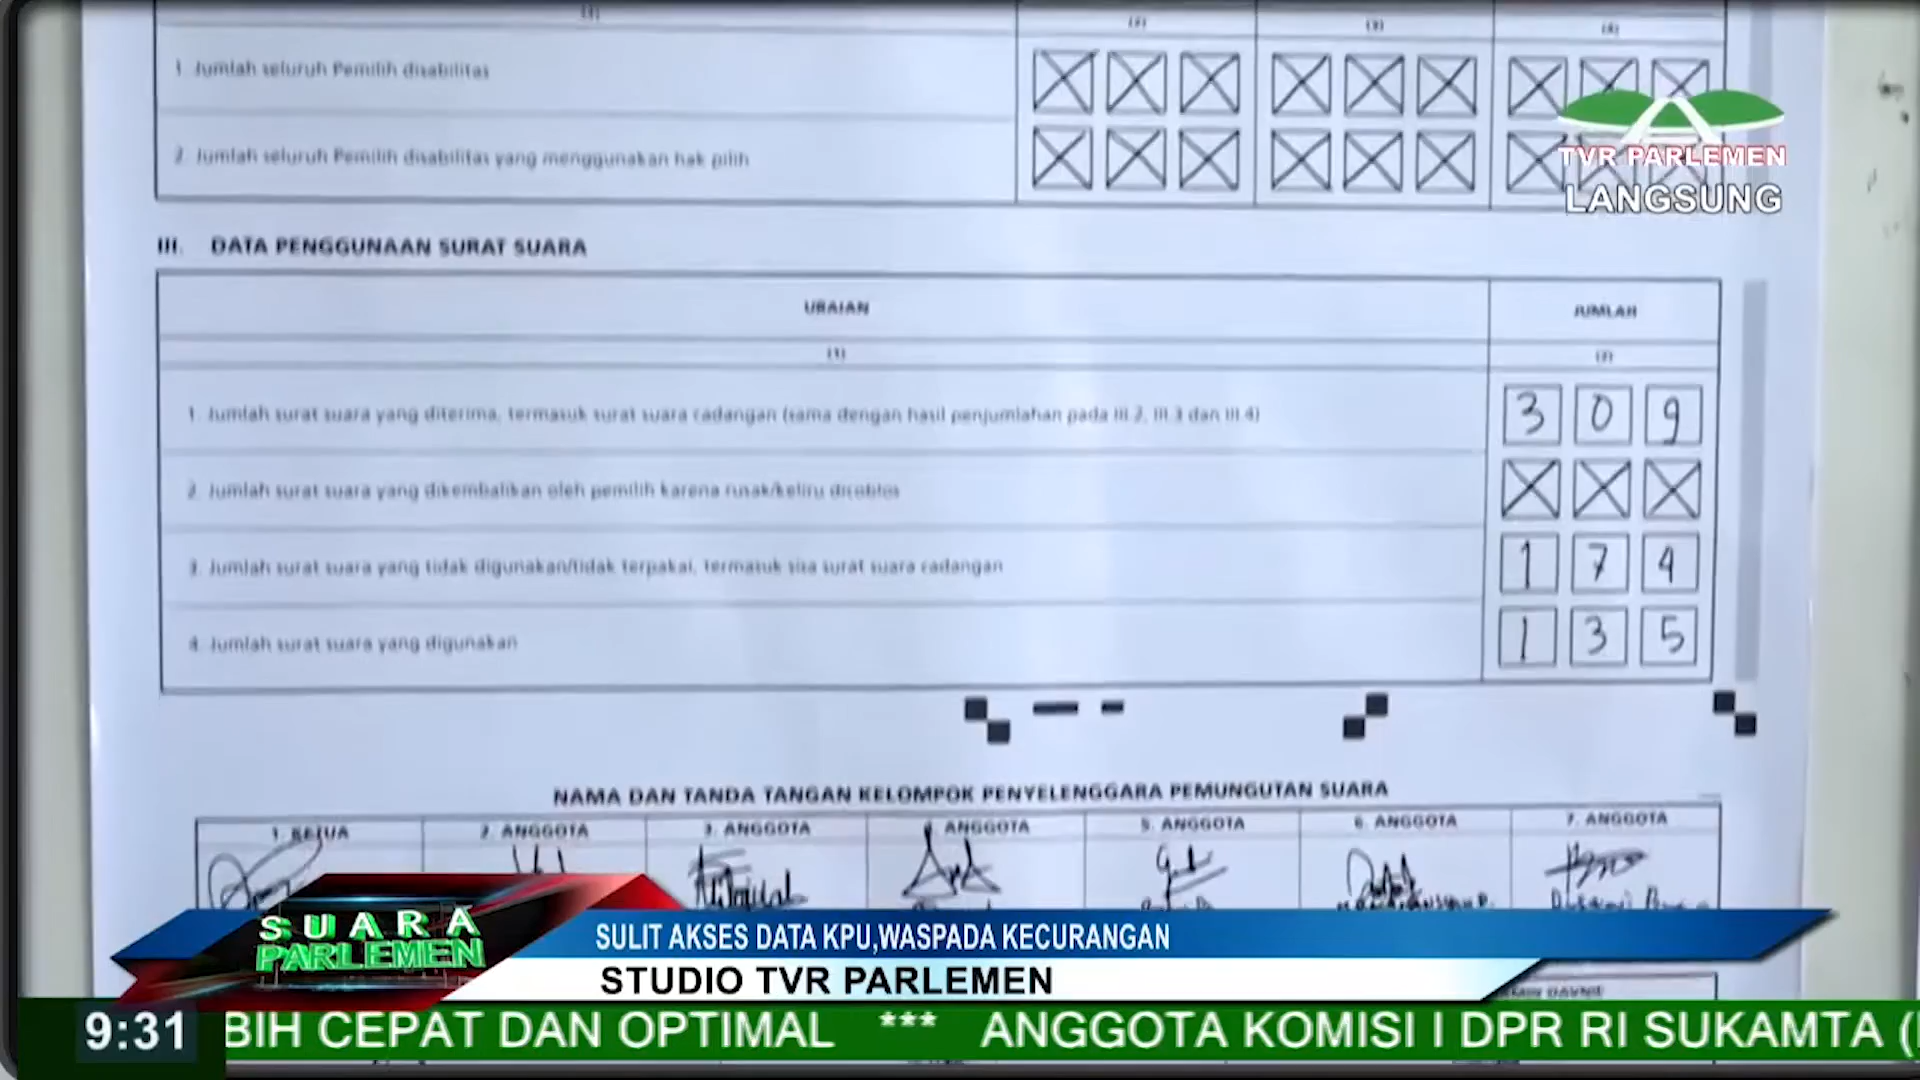 (1) (2) (3) (4)
1. Jumlah seluruh Pemilih disabilitas
2. Jumlah seluruh Pemilih disabilitas yang menggunakan hak pilih
TVR PARLEMEN
LANGSUNG
III. DATA PENGGUNAAN SURAT SUARA
URAIAN JUMLAH
(1) (2)
1. Jumlah surat suara yang diterima, termasuk surat suara cadangan (sama dengan hasil penjumlahan pada III.2, III.3 dan III.4) 3 0 9
2. Jumlah surat suara yang dikembalikan oleh pemilih karena rusak/keliru dicoblos
3. Jumlah surat suara yang tidak digunakan/tidak terpakai, termasuk sisa surat suara cadangan 1 7 4
4. Jumlah surat suara yang digunakan 1 3 5
NAMA DAN TANDA TANGAN KELOMPOK PENYELENGGARA PEMUNGUTAN SUARA
1. KETUA 2. ANGGOTA 3. ANGGOTA 4. ANGGOTA 5. ANGGOTA 6. ANGGOTA 7. ANGGOTA
SUARA
PARLEMEN
SULIT AKSES DATA KPU,WASPADA KECURANGAN
STUDIO TVR PARLEMEN
9:31 BIH CEPAT DAN OPTIMAL *** ANGGOTA KOMISI I DPR RI SUKAMTA (